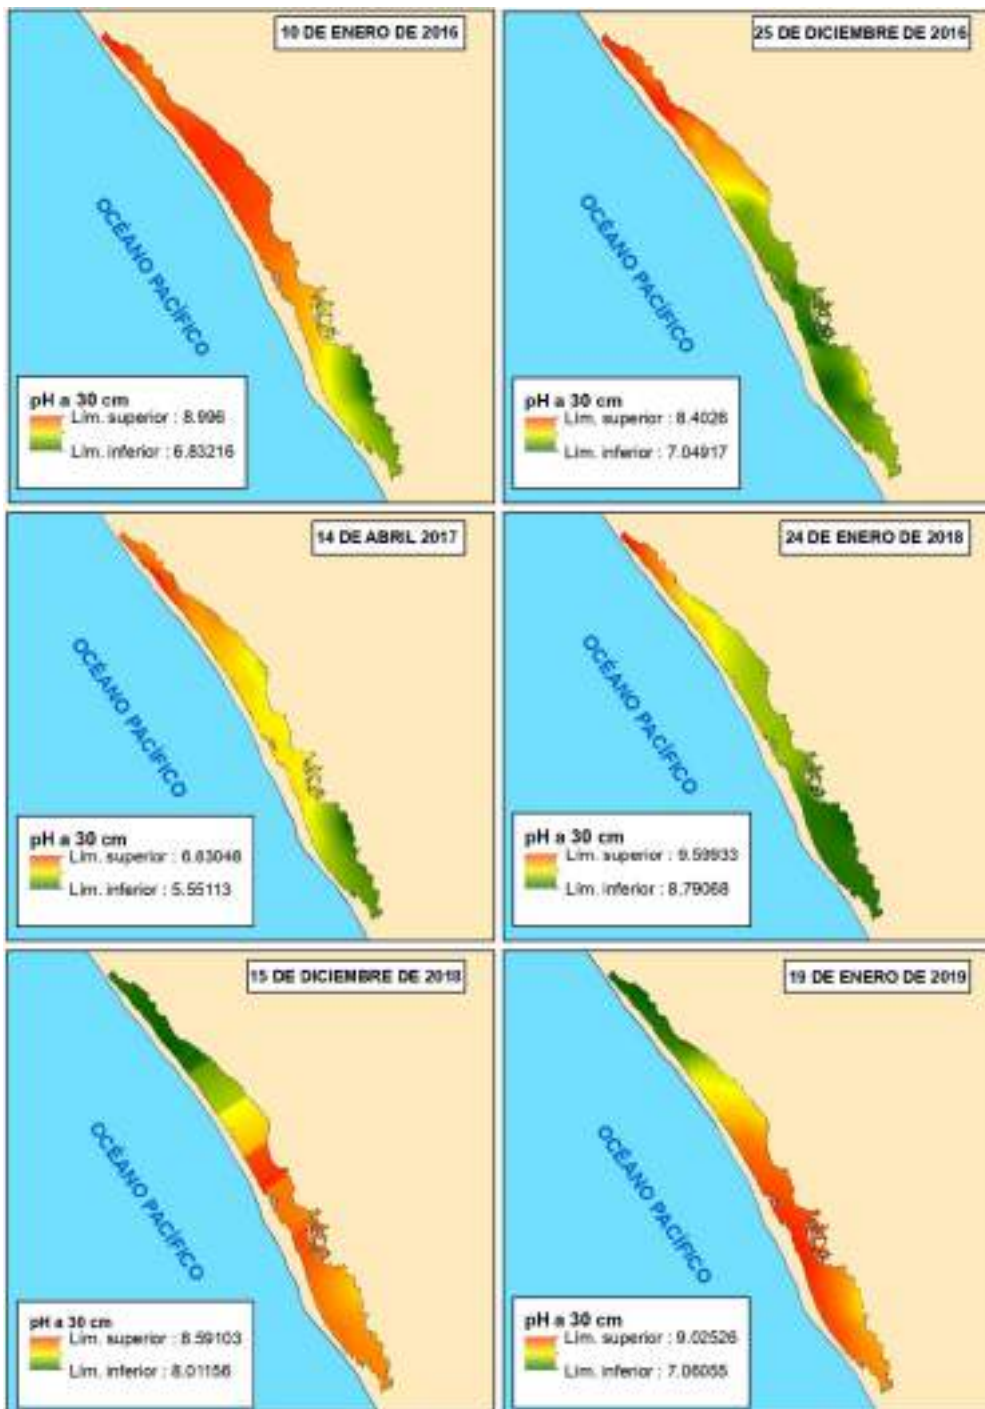 10 DE ENERO DE 2016
OCÉANO PACÍFICO
pH a 30 cm
Lím. superior : 8.996
Lím. inferior : 6.83216
25 DE DICIEMBRE DE 2016
OCÉANO PACÍFICO
pH a 30 cm
Lím. superior : 8.4026
Lím. inferior : 7.04917
14 DE ABRIL 2017
OCÉANO PACÍFICO
pH a 30 cm
Lím. superior : 6.83046
Lím. inferior : 5.55113
24 DE ENERO DE 2018
OCÉANO PACÍFICO
pH a 30 cm
Lím. superior : 9.59933
Lím. inferior : 8.79068
15 DE DICIEMBRE DE 2018
OCÉANO PACÍFICO
pH a 30 cm
Lím. superior : 8.59103
Lím. inferior : 8.01156
19 DE ENERO DE 2019
OCÉANO PACÍFICO
pH a 30 cm
Lím. superior : 9.02526
Lím. inferior : 7.06055